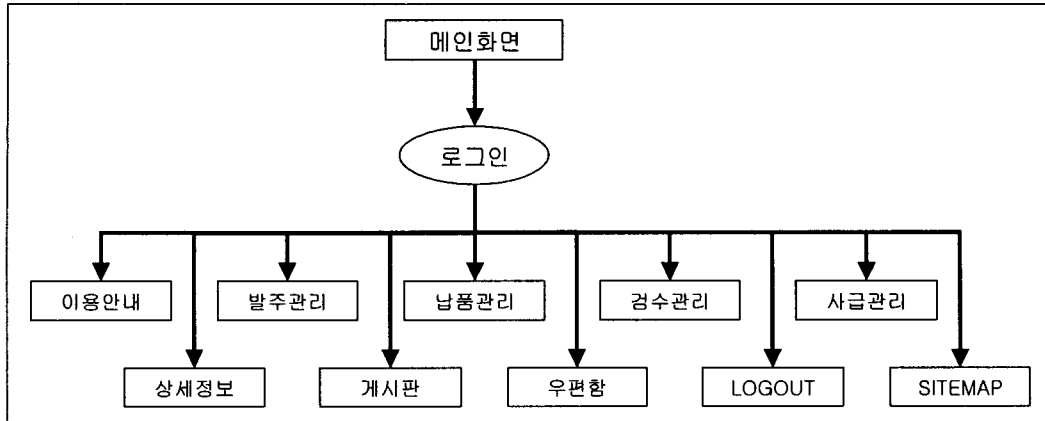 메인화면
로그인
이용안내
발주관리
납품관리
검수관리
사급관리
상세정보
게시판
우편함
LOGOUT
SITEMAP